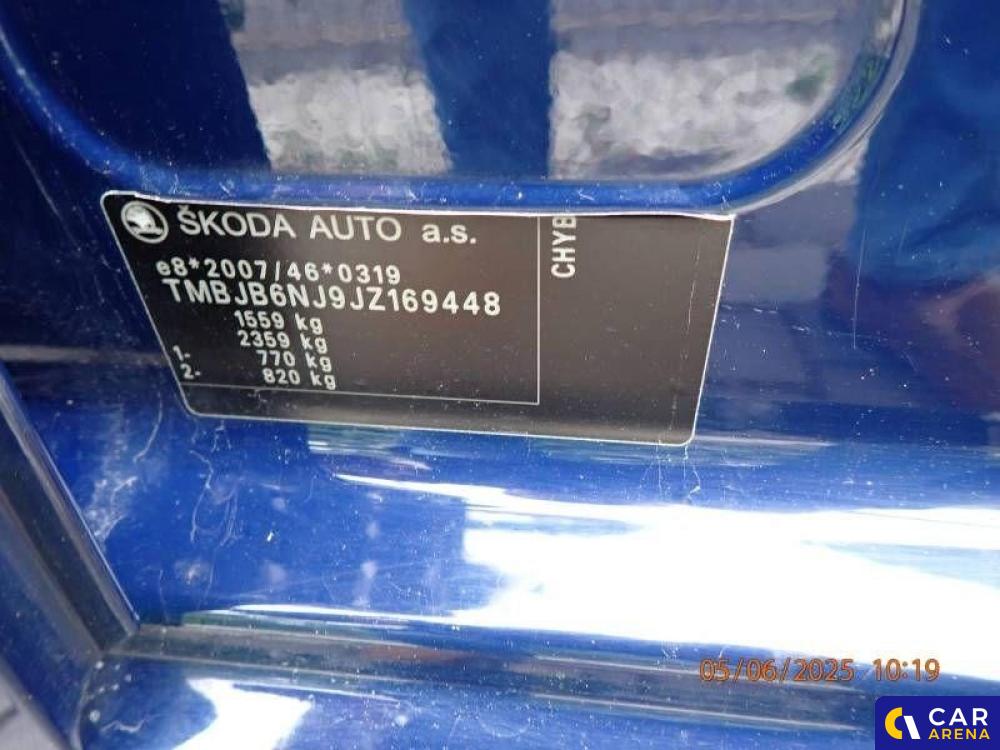 ŠKODA AUTO a.s.
e8*2007/46*0319
TMBJB6NJ9JZ169448
1559 kg
2359 kg
1- 770 kg
2- 820 kg
CHYB
05/06/2025 10:19
CAR
ARENA